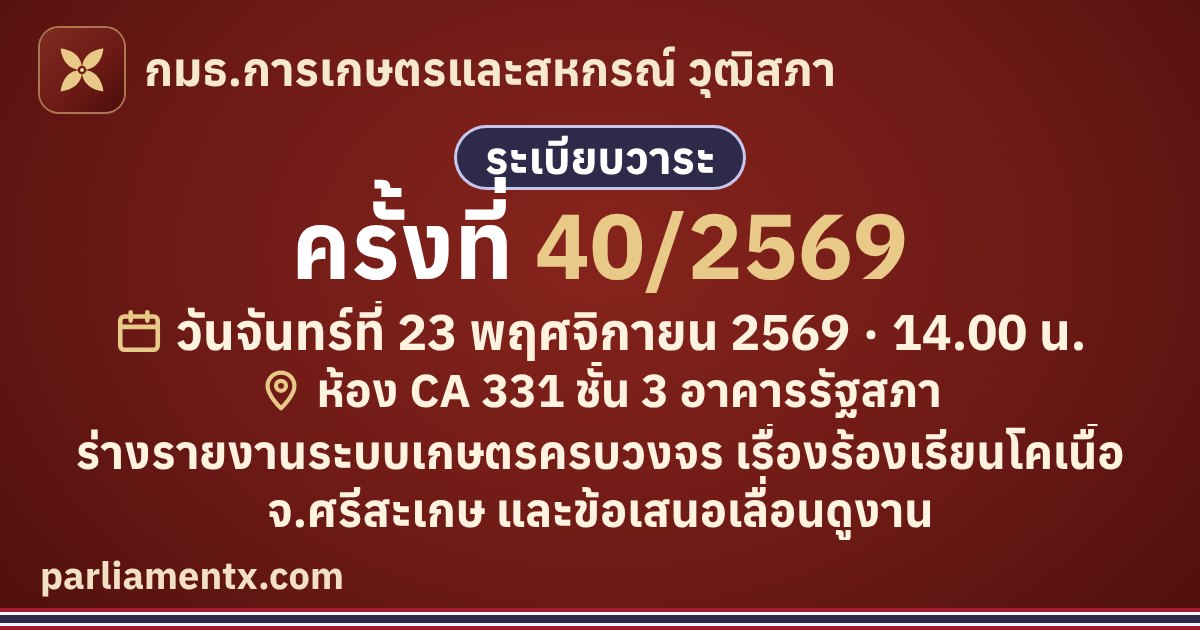 กมธ.การเกษตรและสหกรณ์ วุฒิสภา
ระเบียบวาระ
ครั้งที่ 40/2569
วันจันทร์ที่ 23 พฤศจิกายน 2569 · 14.00 น.
ห้อง CA 331 ชั้น 3 อาคารรัฐสภา
ร่างรายงานระบบเกษตรครบวงจร เรื่องร้องเรียนโคเนื้อ
จ.ศรีสะเกษ และข้อเสนอเลื่อนดูงาน
parliamentx.com